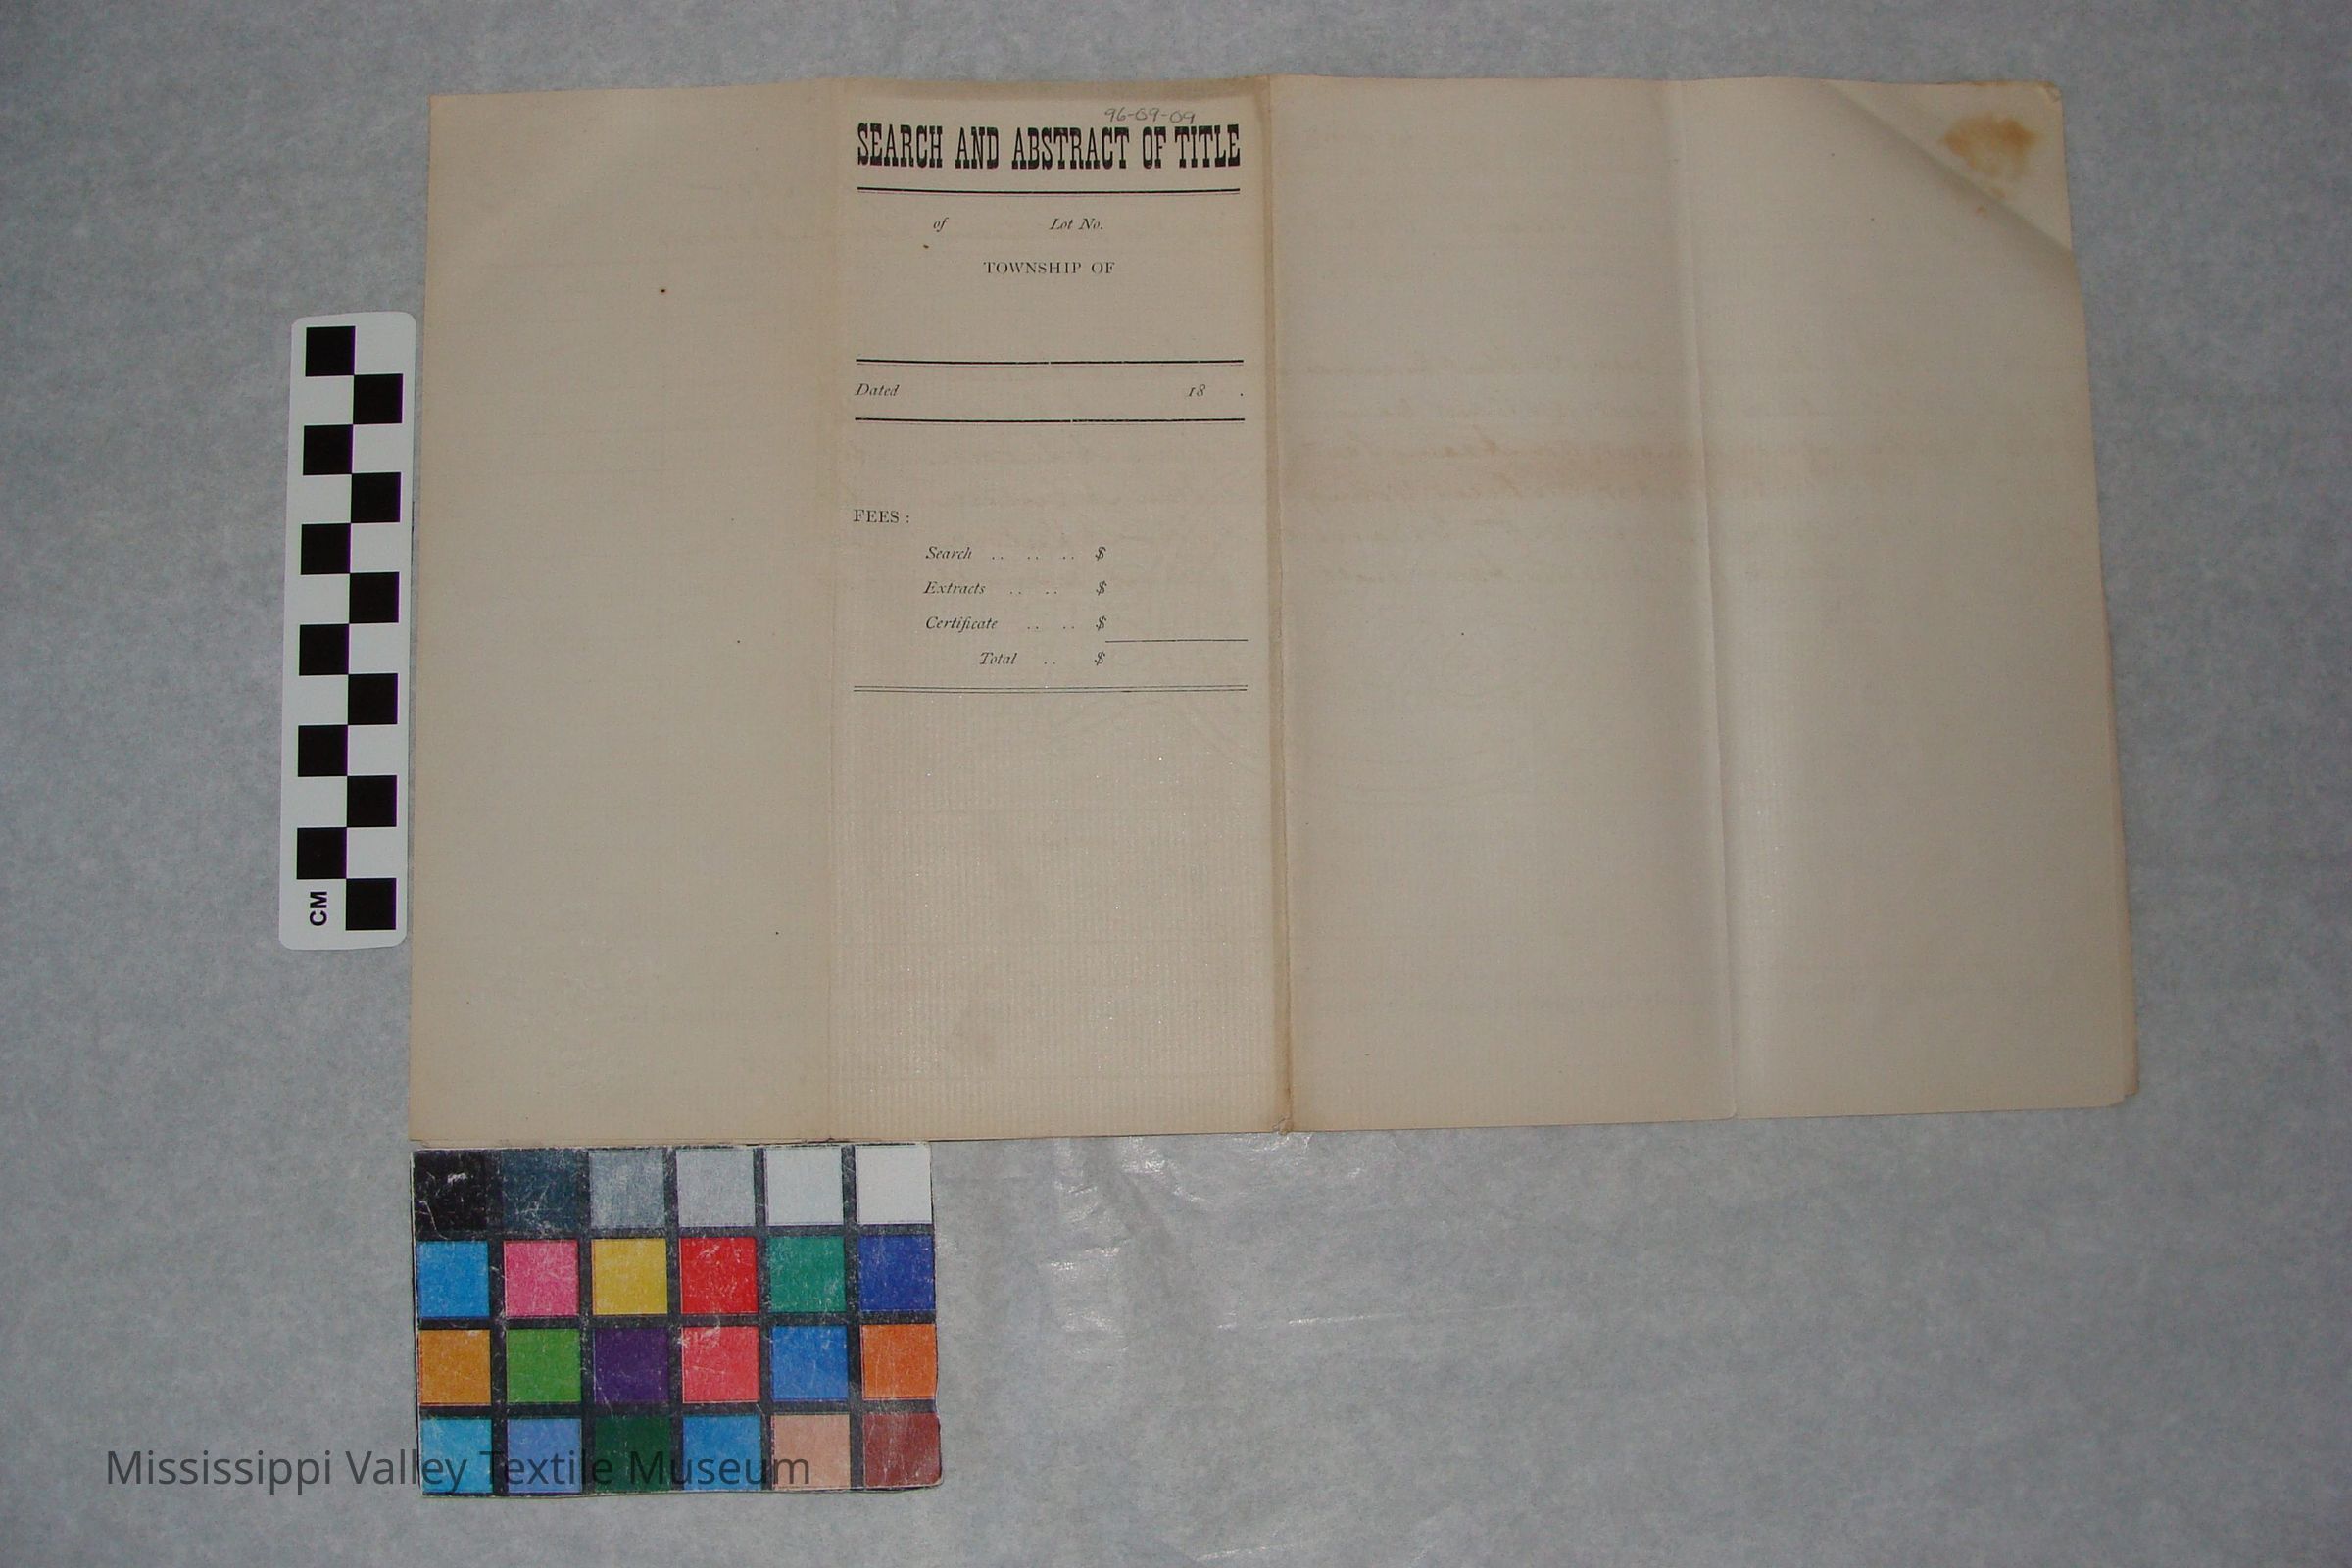 96-09-09
SEARCH AND ABSTRACT OF TITLE
of Lot No.
TOWNSHIP OF
Dated 18 .
FEES :
Search .. .. .. $
Extracts .. .. $
Certificate .. .. $
Total .. $
CM
Mississippi Valley Textile Museum